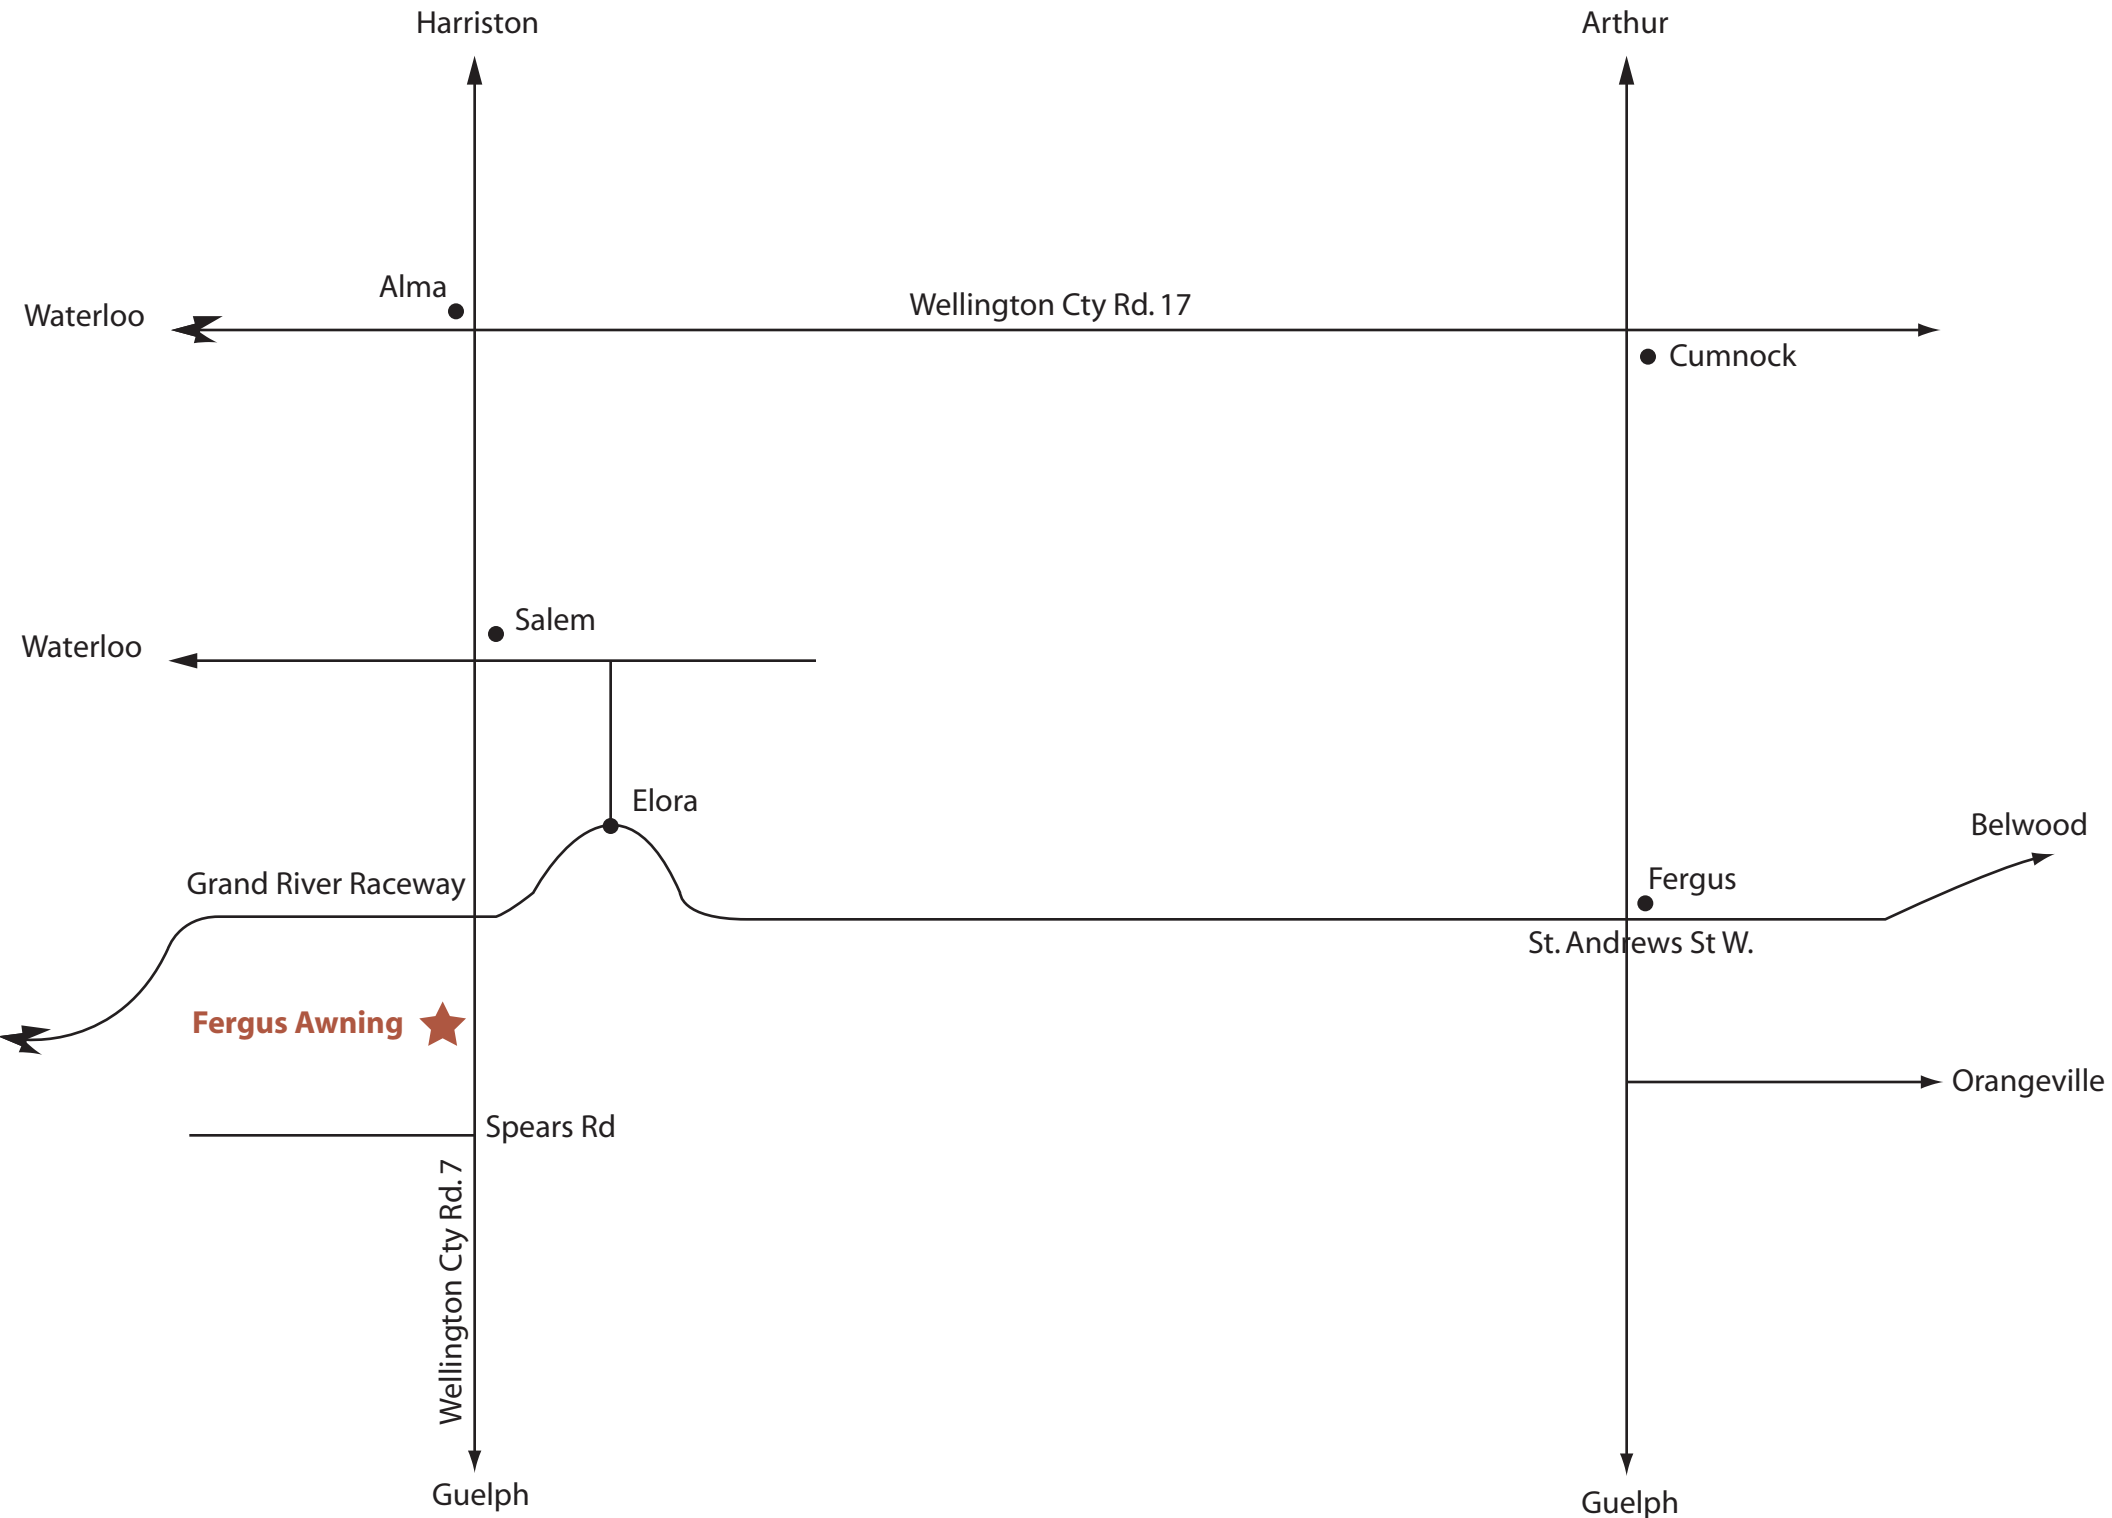 Harriston
Arthur
Alma
Waterloo
Wellington Cty Rd. 17
Cumnock
Salem
Waterloo
Elora
Belwood
Grand River Raceway
Fergus
St. Andrews St W.
Fergus Awning
Orangeville
Spears Rd
Wellington Cty Rd. 7
Guelph
Guelph